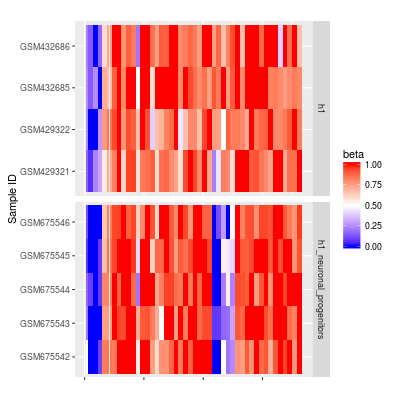 Sample ID
GSM432686
GSM432685
GSM429322
GSM429321
h1
GSM675546
GSM675545
GSM675544
GSM675543
GSM675542
h1_neuronal_progenitors
beta
1.00
0.75
0.50
0.25
0.00